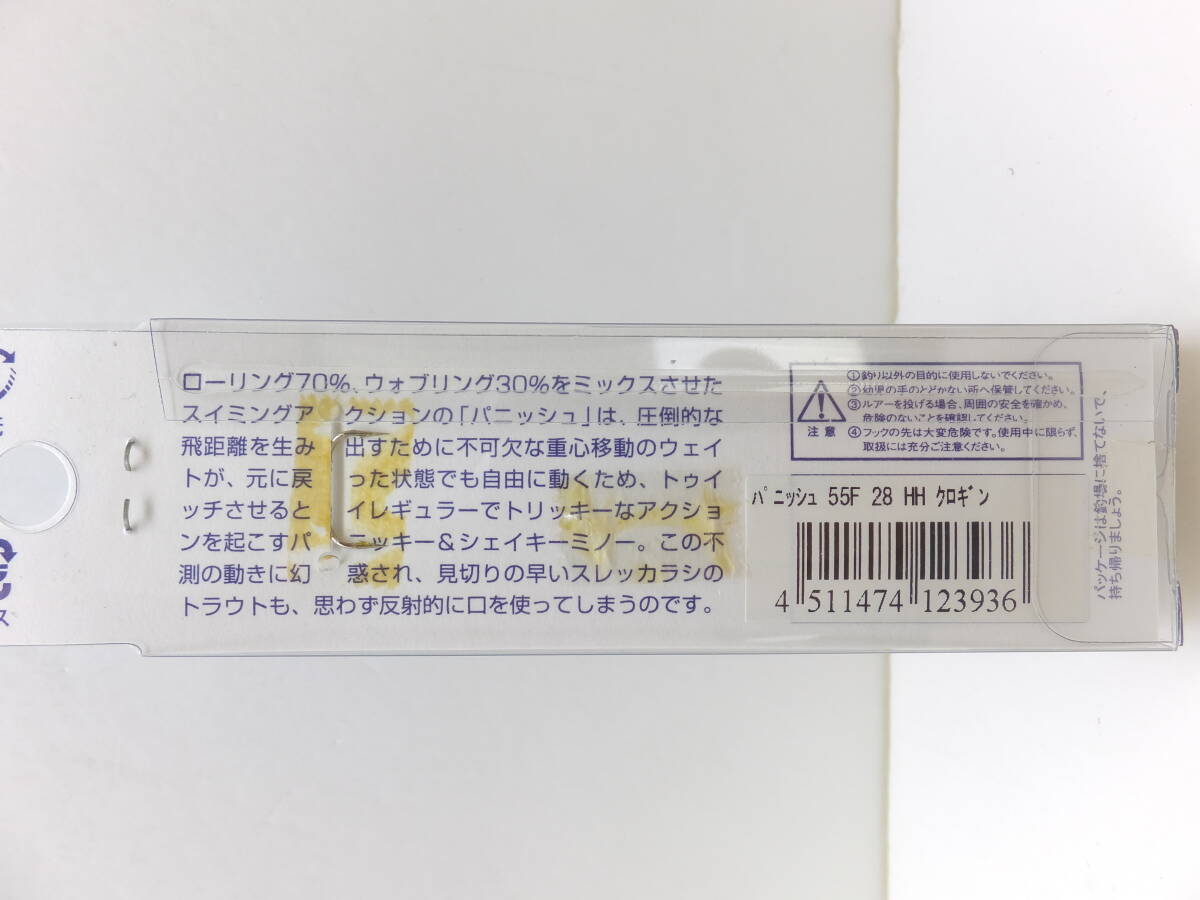 ローリング70%、ウォブリング30%をミックスさせた
スイミングアクションの「パニッシュ」は、圧倒的な
飛距離を生み出すために不可欠な重心移動のウェイ
トが、元に戻った状態でも自由に動くため、トゥイ
ッチさせるとイレギュラーでトリッキーなアクショ
ンを起こすパニッキー&シェイキーミノー。この不
測の動きに幻惑され、見切りの早いスレッカラシの
トラウトも、思わず反射的に口を使ってしまうのです。
注意
①釣り以外の目的に使用しないでください。
②幼児の手のとどかない所へ保管してください。
③ルアーを投げる場合、周囲の安全を確かめ、
危険のないことを確認してください。
④フックの先は大変危険です。使用中に限らず、
取扱には充分ご注意ください。
パニッシュ 55F 28 HH クロギン
4 511474 123936
パッケージは釣場に捨てないで、
持ち帰りましょう。
ス